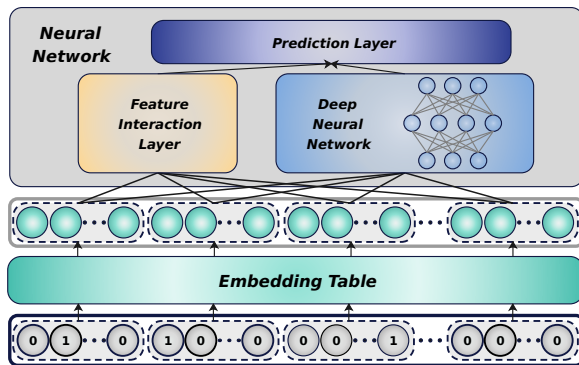 Neural
Network
Prediction Layer
Feature
Interaction
Layer
Deep
Neural
Network
Embedding Table
0 1 ··· 0 1 0 ··· 0 0 0 ··· 1 ··· 0 0 ··· 0